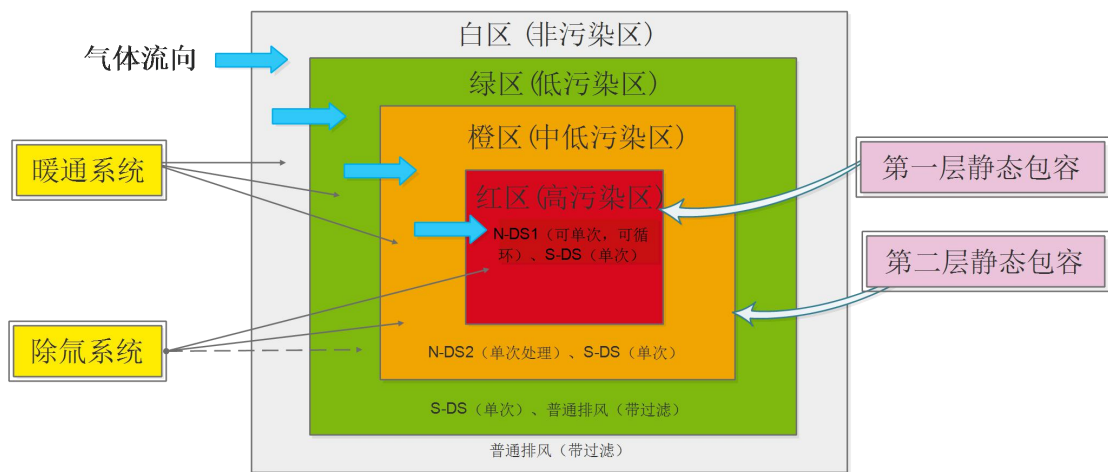 白区(非污染区)
气体流向
绿区(低污染区)
橙区(中低污染区)
暖通系统
第一层静态包容
红区(高污染区)
N-DS1（可单次，可循
环）、S-DS（单次）
第二层静态包容
除氚系统
N-DS2（单次处理）、S-DS（单次）
S-DS（单次）、普通排风（带过滤）
普通排风（带过滤）